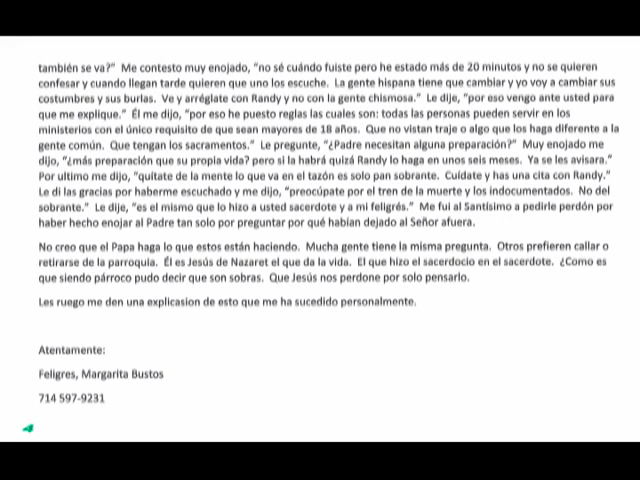 también se va?" Me contesto muy enojado, "no sé cuándo fuiste pero he estado más de 20 minutos y no se quieren
confesar y cuando llegan tarde quieren que uno los escuche. La gente hispana tiene que cambiar y yo voy a cambiar sus
costumbres y sus burlas. Ve y arréglate con Randy y no con la gente chismosa." Le dije, "por eso vengo ante usted para
que me explique." Él me dijo, "por eso he puesto reglas las cuales son: todas las personas pueden servir en los
ministerios con el único requisito de que sean mayores de 18 años. Que no vistan traje o algo que los haga diferente a la
gente común. Que tengan los sacramentos." Le pregunte, "¿Padre necesitan alguna preparación?" Muy enojado me
dijo, "¿más preparación que su propia vida? pero si la habrá quizá Randy lo haga en unos seis meses. Ya se les avisara."
Por ultimo me dijo, "quítate de la mente lo que va en el tazón es solo pan sobrante. Cuídate y has una cita con Randy."
Le di las gracias por haberme escuchado y me dijo, "preocúpate por el tren de la muerte y los indocumentados. No del
sobrante." Le dije, "es el mismo que lo hizo a usted sacerdote y a mi feligrés." Me fui al Santísimo a pedirle perdón por
haber hecho enojar al Padre tan solo por preguntar por qué habían dejado al Señor afuera.
No creo que el Papa haga lo que estos están haciendo. Mucha gente tiene la misma pregunta. Otros prefieren callar o
retirarse de la parroquia. Él es Jesús de Nazaret el que da la vida. El que hizo el sacerdocio en el sacerdote. ¿Como es
que siendo párroco pudo decir que son sobras. Que Jesús nos perdone por solo pensarlo.
Les ruego me den una explicasion de esto que me ha sucedido personalmente.
Atentamente:
Feligres, Margarita Bustos
714 597-9231